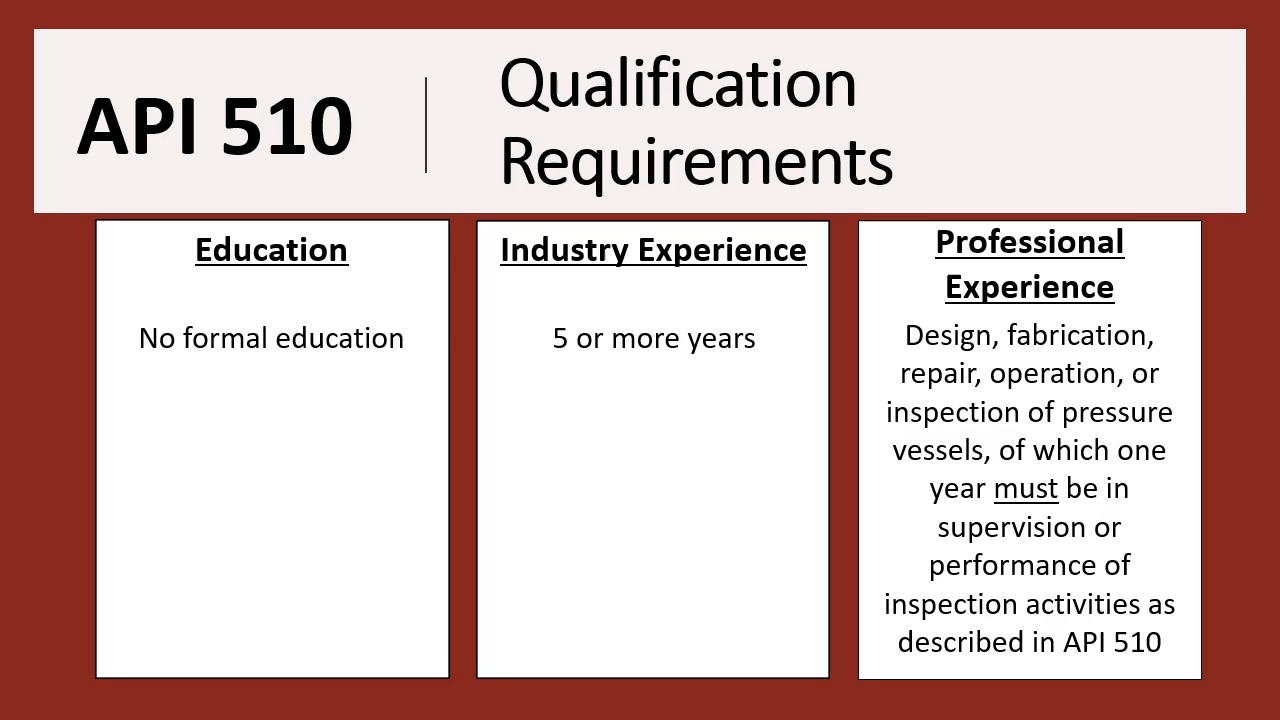 API 510
Qualification
Requirements
Education
No formal education
Industry Experience
5 or more years
Professional
Experience
Design, fabrication,
repair, operation, or
inspection of pressure
vessels, of which one
year must be in
supervision or
performance of
inspection activities as
described in API 510